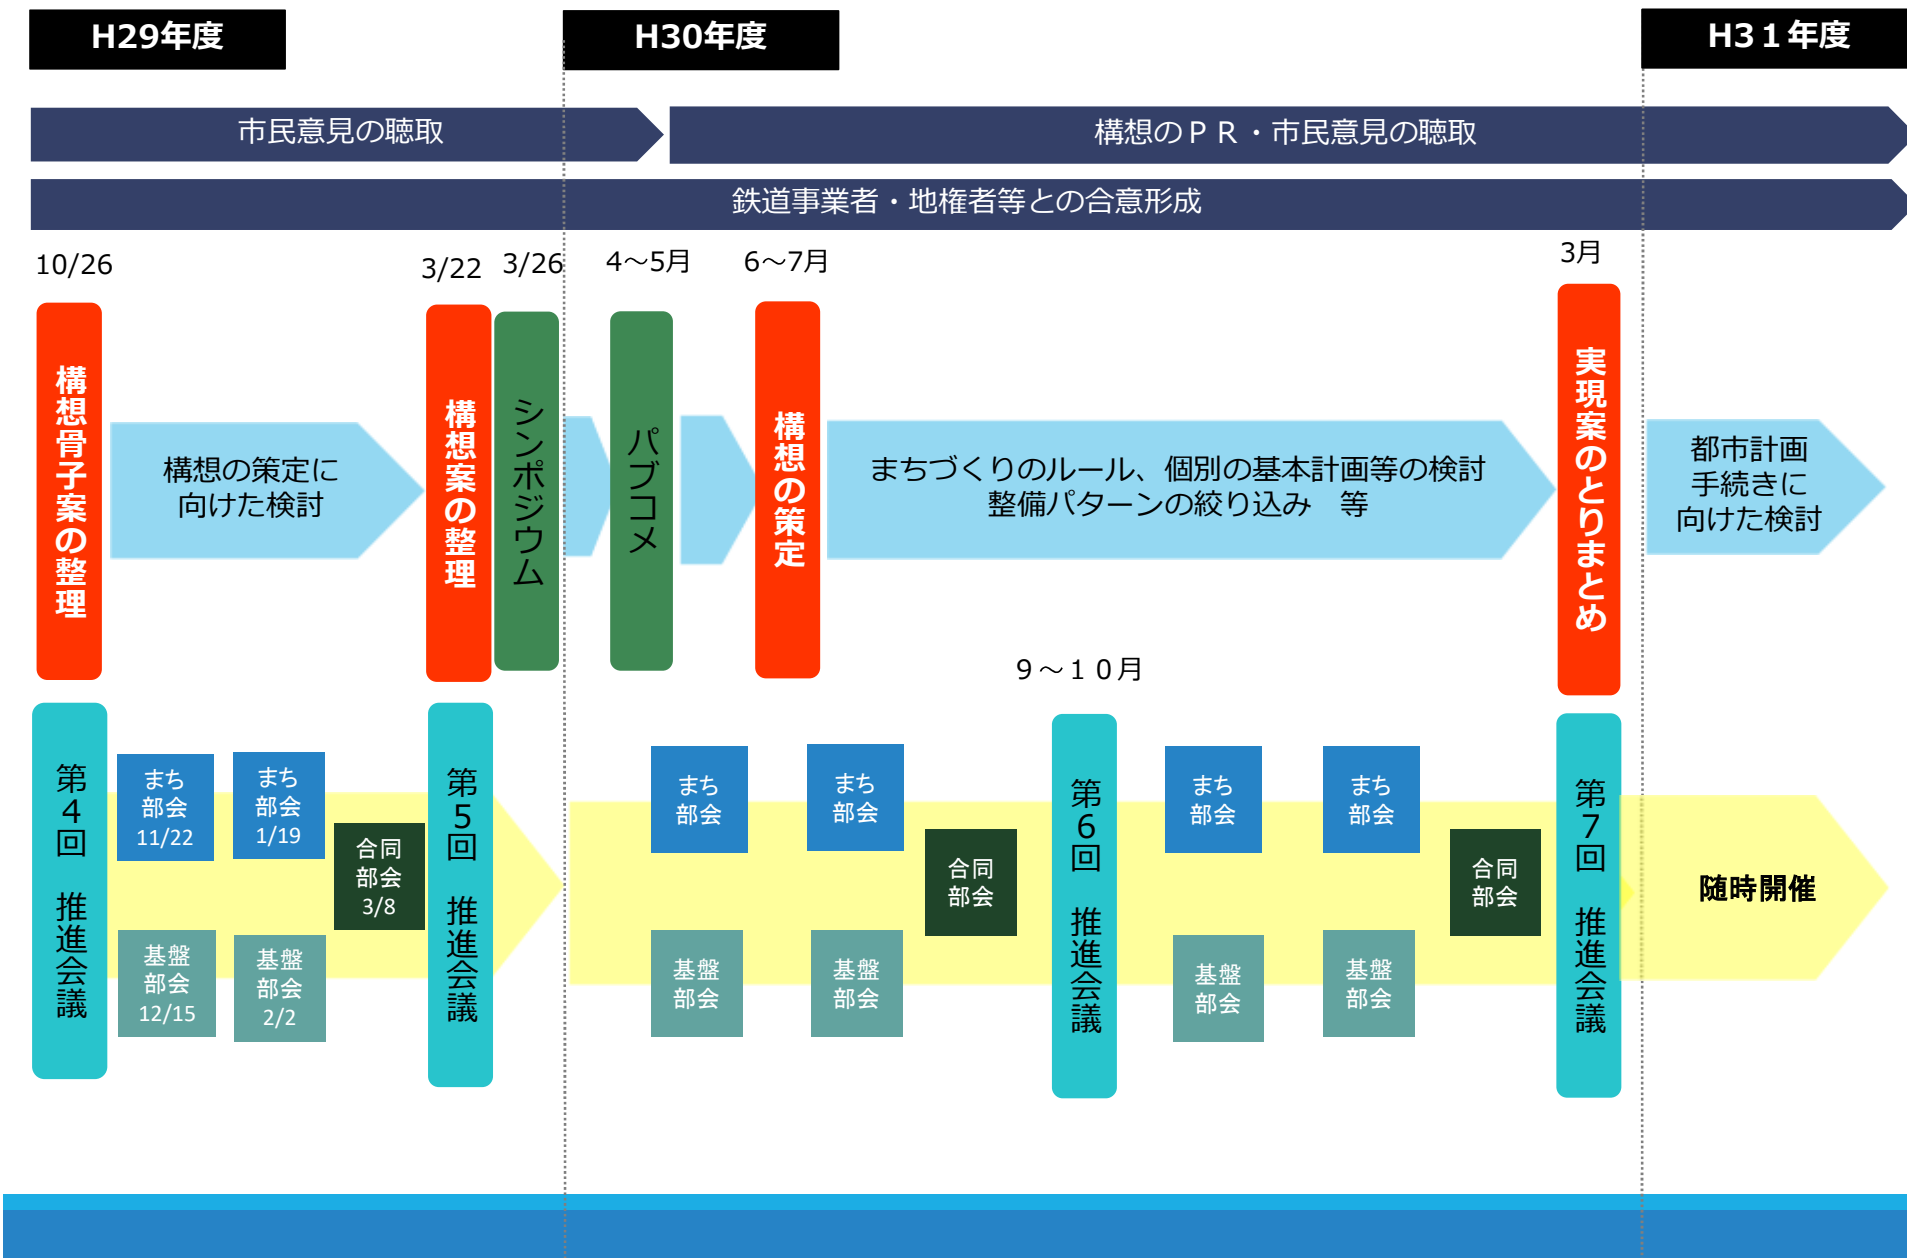 H29年度
H30年度
H31年度
市民意見の聴取
構想のPR・市民意見の聴取
鉄道事業者・地権者等との合意形成
10/26
3/22
3/26
4～5月
6～7月
3月
構想骨子案の整理
構想の策定に
向けた検討
構想案の整理
シンポジウム
パブコメ
構想の策定
まちづくりのルール、個別の基本計画等の検討
整備パターンの絞り込み　等
実現案のとりまとめ
都市計画
手続きに
向けた検討
9～10月
第4回　推進会議
まち
部会
11/22
まち
部会
1/19
合同
部会
3/8
基盤
部会
12/15
基盤
部会
2/2
第5回　推進会議
まち
部会
まち
部会
合同
部会
基盤
部会
基盤
部会
第6回　推進会議
まち
部会
まち
部会
合同
部会
基盤
部会
基盤
部会
第7回　推進会議
随時開催